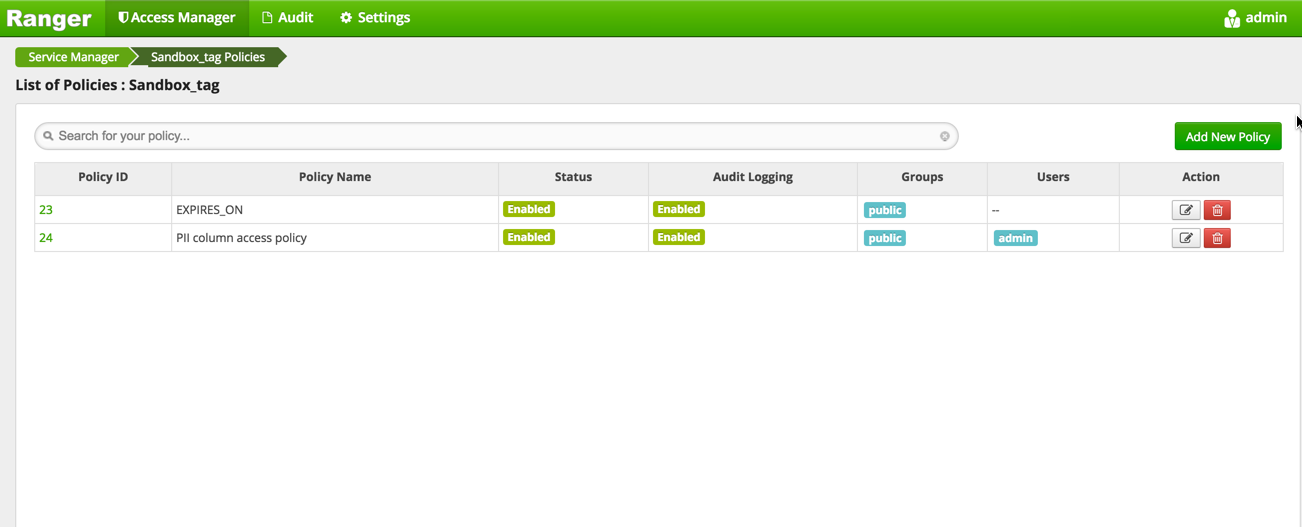 Ranger Access Manager Audit Settings admin
Service Manager Sandbox_tag Policies
List of Policies : Sandbox_tag
Search for your policy... Add New Policy
Policy ID Policy Name Status Audit Logging Groups Users Action
23 EXPIRES_ON Enabled Enabled public --
24 PII column access policy Enabled Enabled public admin